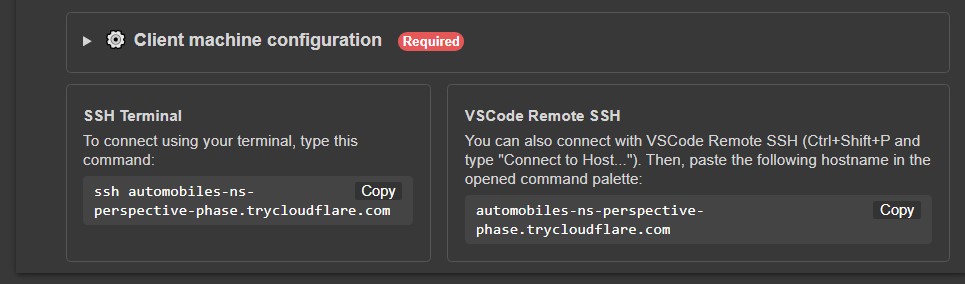 Client machine configuration Required
SSH Terminal
To connect using your terminal, type this
command:
ssh automobiles-ns- Copy
perspective-phase.trycloudflare.com
VSCode Remote SSH
You can also connect with VSCode Remote SSH (Ctrl+Shift+P and
type "Connect to Host..."). Then, paste the following hostname in the
opened command palette:
automobiles-ns-perspective- Copy
phase.trycloudflare.com